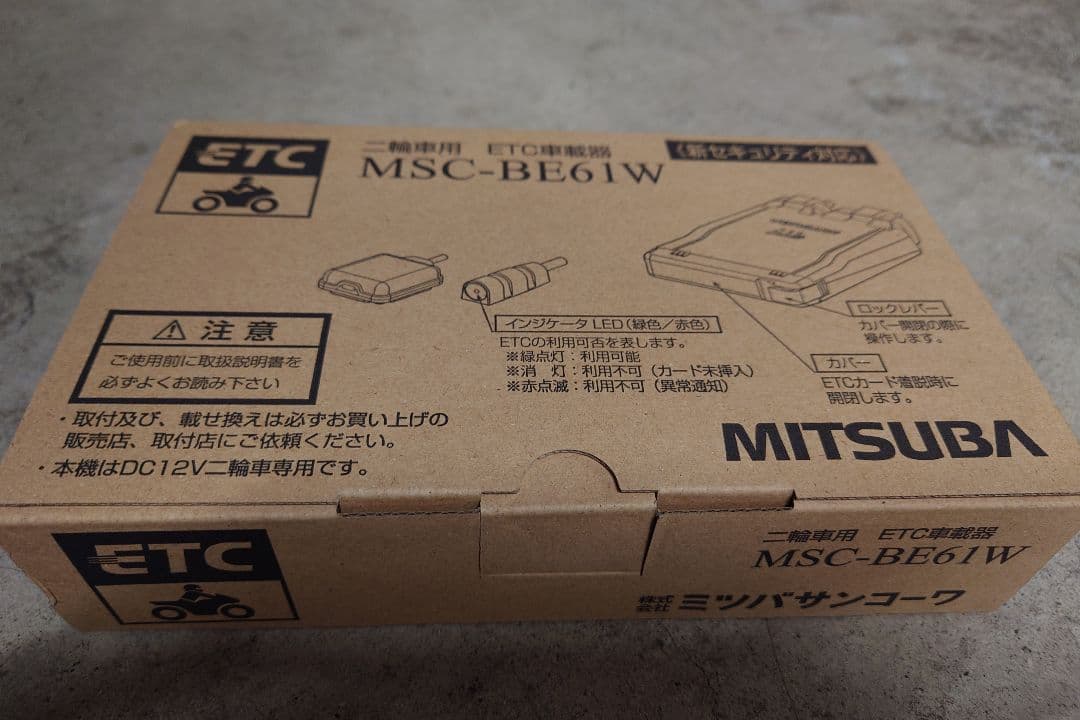 ETC
二輪車用 ETC車載器
MSC-BE61W
《新セキュリティ対応》
インジケータ LED(緑色/赤色)
ETCの利用可否を表します。
※緑点灯:利用可能
※消 灯:利用不可(カード未挿入)
※赤点滅:利用不可(異常通知)
ロックレバー
カバー開閉の際に
操作します。
カバー
ETCカード着脱時に
開閉します。
⚠ 注意
ご使用前に取扱説明書を
必ずよくお読み下さい
・取付及び、載せ換えは必ずお買い上げの
販売店、取付店にご依頼ください。
・本機はDC12V二輪車専用です。
MITSUBA
ETC
二輪車用 ETC車載器
MSC-BE61W
株式会社 ミツバサンコーワ